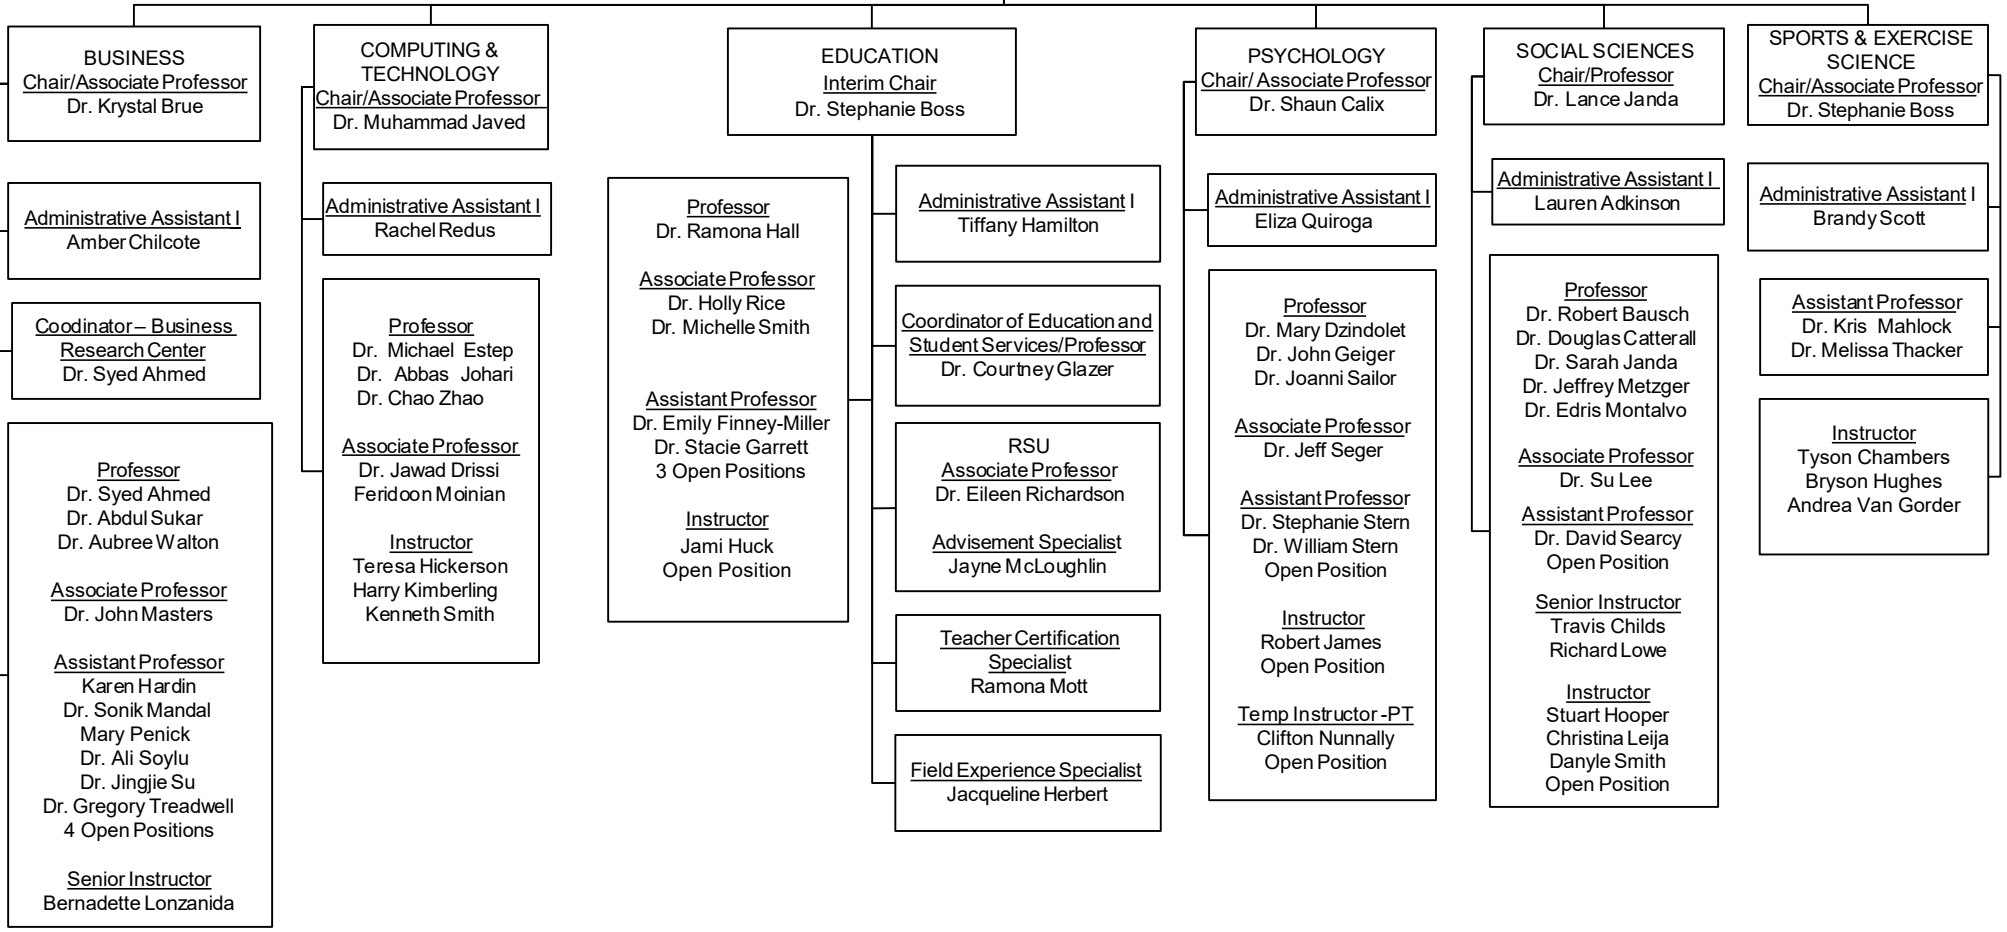 BUSINESS
Chair/Associate Professor
Dr. Krystal Brue
Administrative Assistant I
Amber Chilcote
Coodinator – Business
Research Center
Dr. Syed Ahmed
Professor
Dr. Syed Ahmed
Dr. Abdul Sukar
Dr. Aubree Walton
Associate Professor
Dr. John Masters
Assistant Professor
Karen Hardin
Dr. Sonik Mandal
Mary Penick
Dr. Ali Soylu
Dr. Jingjie Su
Dr. Gregory Treadwell
4 Open Positions
Senior Instructor
Bernadette Lonzanida
COMPUTING &
TECHNOLOGY
Chair/Associate Professor
Dr. Muhammad Javed
Administrative Assistant I
Rachel Redus
Professor
Dr. Michael Estep
Dr. Abbas Johari
Dr. Chao Zhao
Associate Professor
Dr. Jawad Drissi
Feridoon Moinian
Instructor
Teresa Hickerson
Harry Kimberling
Kenneth Smith
EDUCATION
Interim Chair
Dr. Stephanie Boss
Professor
Dr. Ramona Hall
Associate Professor
Dr. Holly Rice
Dr. Michelle Smith
Assistant Professor
Dr. Emily Finney-Miller
Dr. Stacie Garrett
3 Open Positions
Instructor
Jami Huck
Open Position
Administrative Assistant I
Tiffany Hamilton
Coordinator of Education and
Student Services/Professor
Dr. Courtney Glazer
RSU
Associate Professor
Dr. Eileen Richardson
Advisement Specialist
Jayne McLoughlin
Teacher Certification
Specialist
Ramona Mott
Field Experience Specialist
Jacqueline Herbert
PSYCHOLOGY
Chair/ Associate Professor
Dr. Shaun Calix
Administrative Assistant I
Eliza Quiroga
Professor
Dr. Mary Dzindolet
Dr. John Geiger
Dr. Joanni Sailor
Associate Professor
Dr. Jeff Seger
Assistant Professor
Dr. Stephanie Stern
Dr. William Stern
Open Position
Instructor
Robert James
Open Position
Temp Instructor -PT
Clifton Nunnally
Open Position
SOCIAL SCIENCES
Chair/Professor
Dr. Lance Janda
Administrative Assistant I
Lauren Adkinson
Professor
Dr. Robert Bausch
Dr. Douglas Catterall
Dr. Sarah Janda
Dr. Jeffrey Metzger
Dr. Edris Montalvo
Associate Professor
Dr. Su Lee
Assistant Professor
Dr. David Searcy
Open Position
Senior Instructor
Travis Childs
Richard Lowe
Instructor
Stuart Hooper
Christina Leija
Danyle Smith
Open Position
SPORTS & EXERCISE
SCIENCE
Chair/Associate Professor
Dr. Stephanie Boss
Administrative Assistant I
Brandy Scott
Assistant Professor
Dr. Kris Mahlock
Dr. Melissa Thacker
Instructor
Tyson Chambers
Bryson Hughes
Andrea Van Gorder